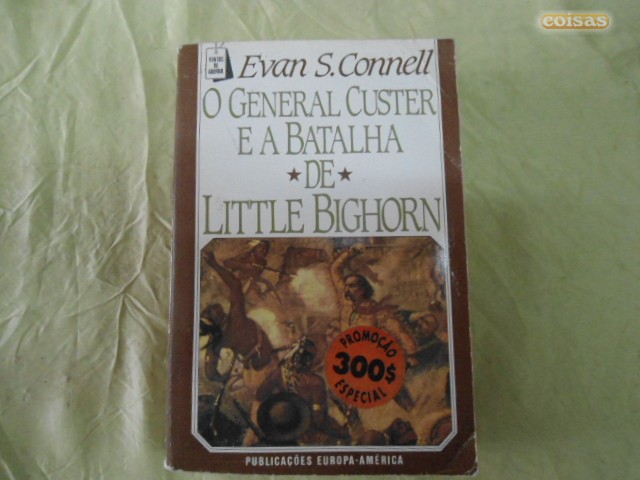 coisas
Evan S. Connell
O General Custer
e a Batalha
★ de ★
Little Bighorn
PROMOÇÃO
300$
ESPECIAL
PUBLICAÇÕES EUROPA-AMÉRICA